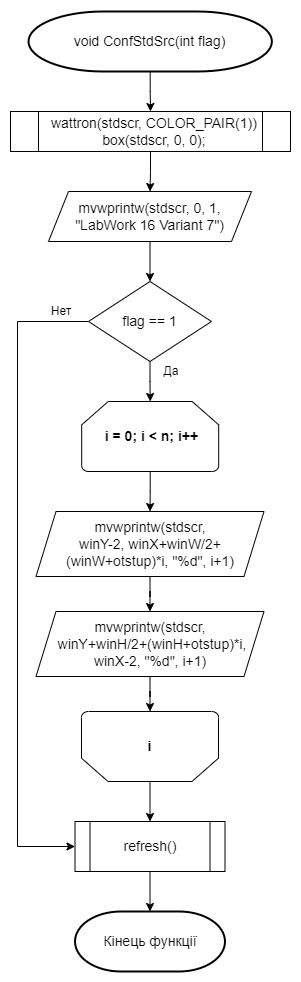 void ConfStdSrc(int flag)
wattron(stdscr, COLOR_PAIR(1))
box(stdscr, 0, 0);
mvwprintw(stdscr, 0, 1,
"LabWork 16 Variant 7")
Нет
flag == 1
Да
i = 0; i < n; i++
mvwprintw(stdscr,
winY-2, winX+winW/2+
(winW+otstup)*i, "%d", i+1)
mvwprintw(stdscr,
winY+winH/2+(winH+otstup)*i,
winX-2, "%d", i+1)
i
refresh()
Кінець функції